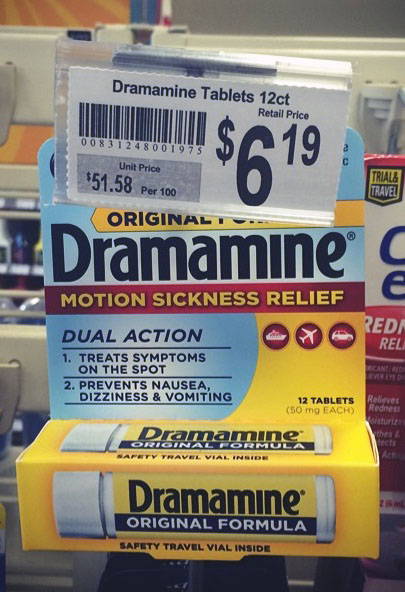 Dramamine Tablets 12ct
Retail Price
00831248001975
$6 19
Unit Price
$51.58 Per 100
ORIGINAL
Dramamine®
MOTION SICKNESS RELIEF
DUAL ACTION
1. TREATS SYMPTOMS
ON THE SPOT
2. PREVENTS NAUSEA,
DIZZINESS & VOMITING
12 TABLETS
(50 mg EACH)
Dramamine®
ORIGINAL FORMULA
SAFETY TRAVEL VIAL INSIDE
Dramamine®
ORIGINAL FORMULA
SAFETY TRAVEL VIAL INSIDE
TRIAL &
TRAVEL
Relieves
Redness